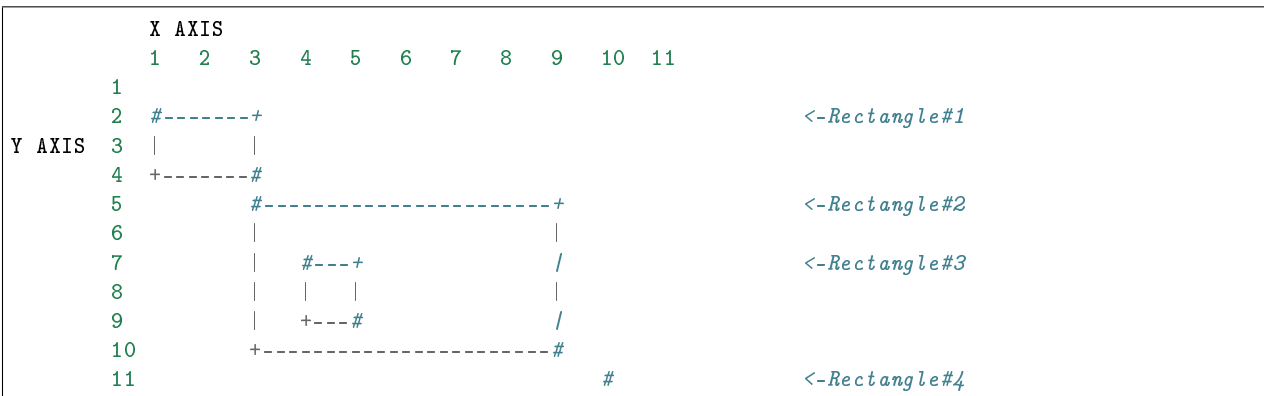 X AXIS
1 2 3 4 5 6 7 8 9 10 11
1
2 #-------+ <-Rectangle#1
Y AXIS 3 | |
4 +-------#
5 #-----------------------+ <-Rectangle#2
6 | |
7 | #---+ | <-Rectangle#3
8 | | | |
9 | +---# |
10 +-----------------------#
11 # <-Rectangle#4